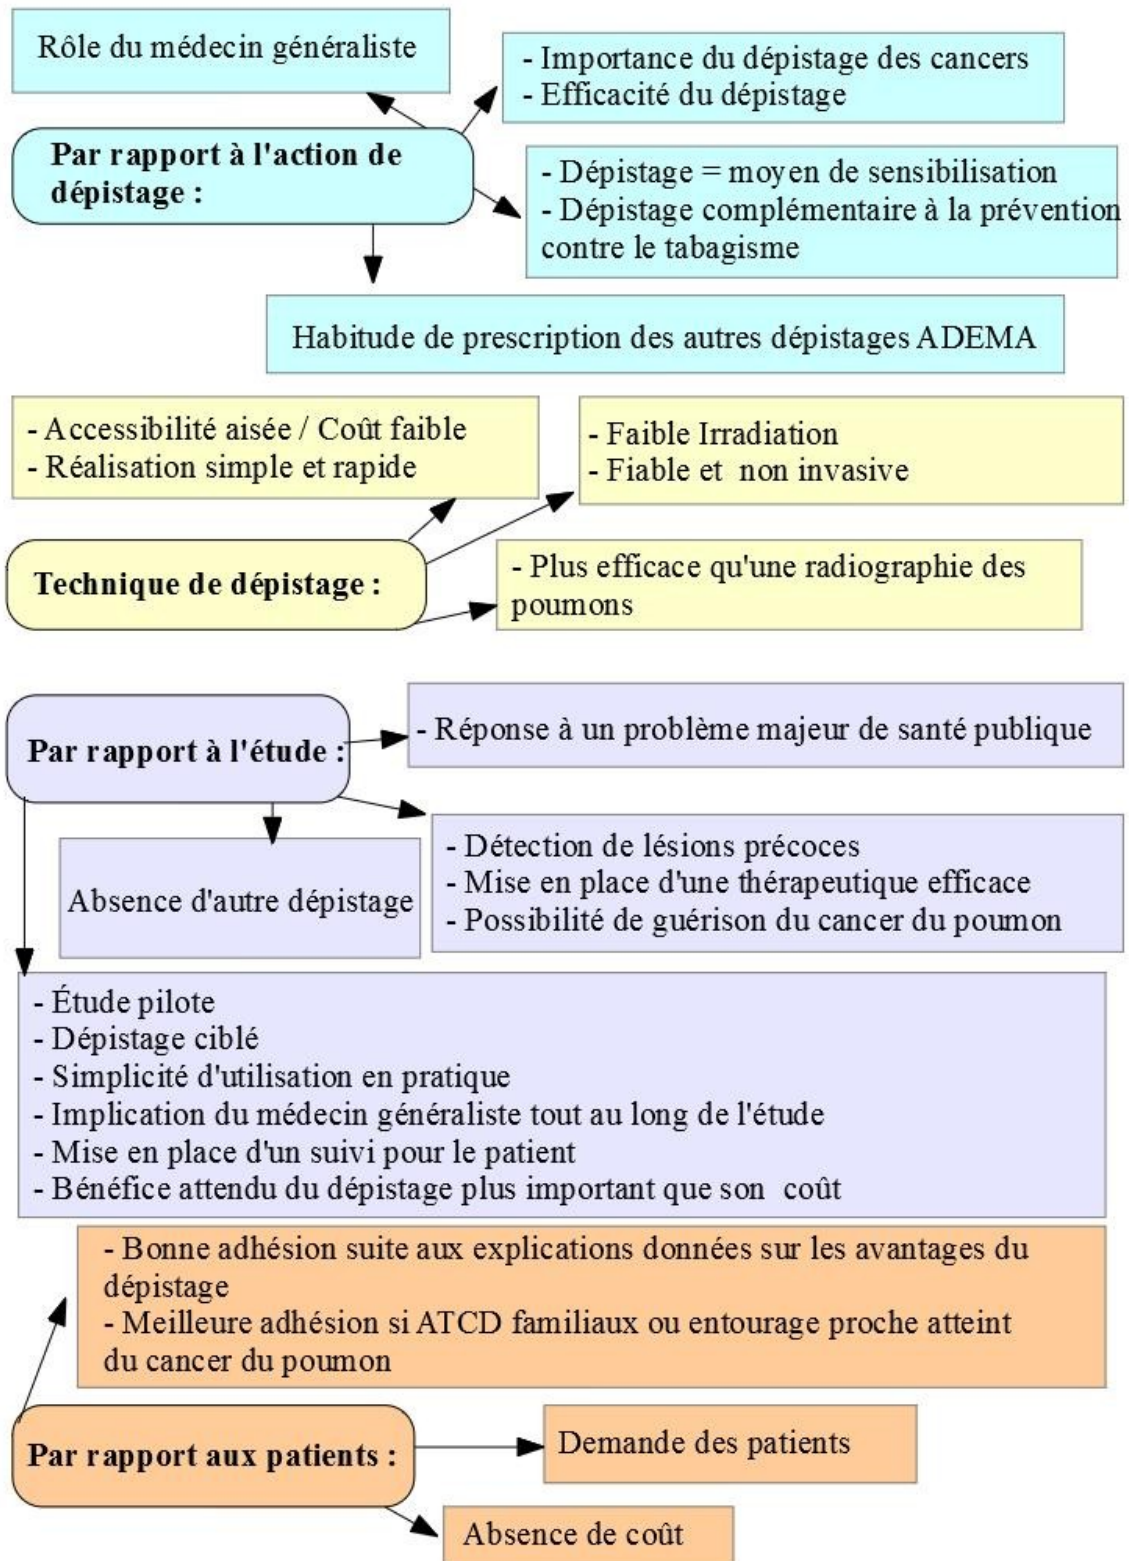 Rôle du médecin généraliste
- Importance du dépistage des cancers
- Efficacité du dépistage
Par rapport à l'action de
dépistage :
- Dépistage = moyen de sensibilisation
- Dépistage complémentaire à la prévention
contre le tabagisme
Habitude de prescription des autres dépistages ADEMA
- Accessibilité aisée / Coût faible
- Réalisation simple et rapide
- Faible Irradiation
- Fiable et non invasive
Technique de dépistage :
- Plus efficace qu'une radiographie des
poumons
Par rapport à l'étude :
- Réponse à un problème majeur de santé publique
Absence d'autre dépistage
- Détection de lésions précoces
- Mise en place d'une thérapeutique efficace
- Possibilité de guérison du cancer du poumon
- Étude pilote
- Dépistage ciblé
- Simplicité d'utilisation en pratique
- Implication du médecin généraliste tout au long de l'étude
- Mise en place d'un suivi pour le patient
- Bénéfice attendu du dépistage plus important que son coût
- Bonne adhésion suite aux explications données sur les avantages du
dépistage
- Meilleure adhésion si ATCD familiaux ou entourage proche atteint
du cancer du poumon
Par rapport aux patients :
Demande des patients
Absence de coût